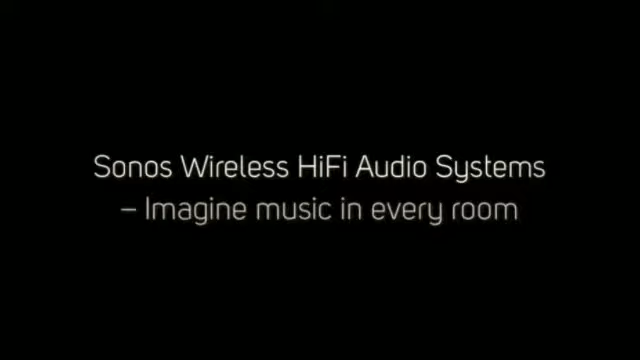 Sonos Wireless HiFi Audio Systems
– Imagine music in every room